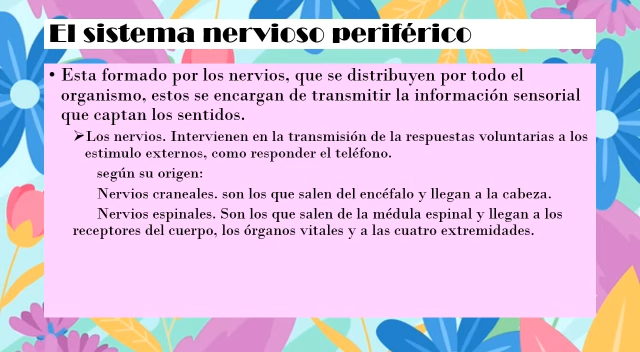 El sistema nervioso periférico
• Esta formado por los nervios, que se distribuyen por todo el
organismo, estos se encargan de transmitir la información sensorial
que captan los sentidos.
➢Los nervios. Intervienen en la transmisión de la respuestas voluntarias a los
estimulo externos, como responder el teléfono.
según su origen:
Nervios craneales. son los que salen del encéfalo y llegan a la cabeza.
Nervios espinales. Son los que salen de la médula espinal y llegan a los
receptores del cuerpo, los órganos vitales y a las cuatro extremidades.